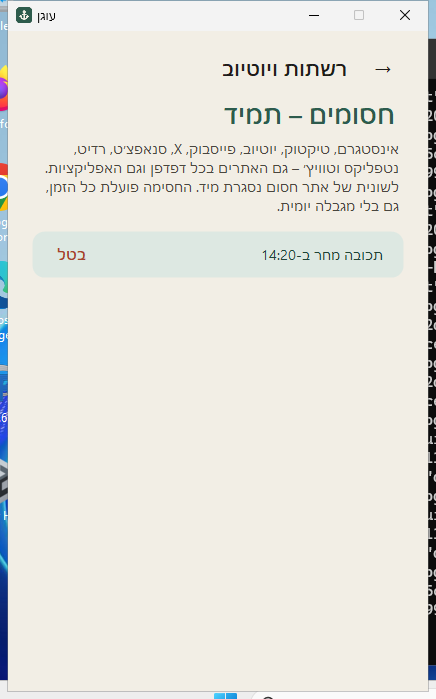 עוגן
רשתות ויוטיוב →
חסומים – תמיד
אינסטגרם, טיקטוק, יוטיוב, פייסבוק, X, סנאפצ׳ט, רדיט,
נטפליקס וטוויץ׳ – גם האתרים בכל דפדפן וגם האפליקציות.
לשונית של אתר חסום נסגרת מיד. החסימה פועלת כל הזמן,
גם בלי מגבלה יומית.
תכובה מחר ב-14:20 בטל